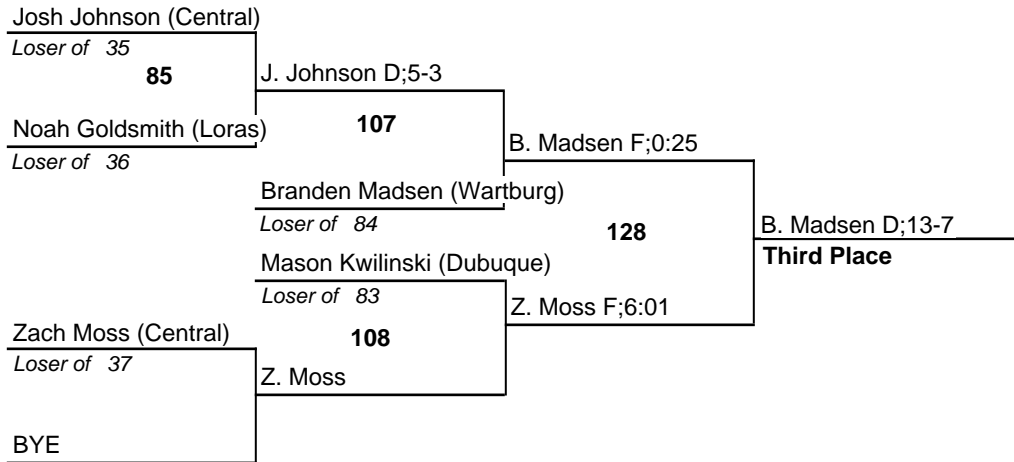 Josh Johnson (Central)
Loser of 35
85
J. Johnson D;5-3
107
Noah Goldsmith (Loras)
Loser of 36
B. Madsen F;0:25
Branden Madsen (Wartburg)
Loser of 84
128
B. Madsen D;13-7
Third Place
Mason Kwilinski (Dubuque)
Loser of 83
Z. Moss F;6:01
Zach Moss (Central)
Loser of 37
108
Z. Moss
BYE